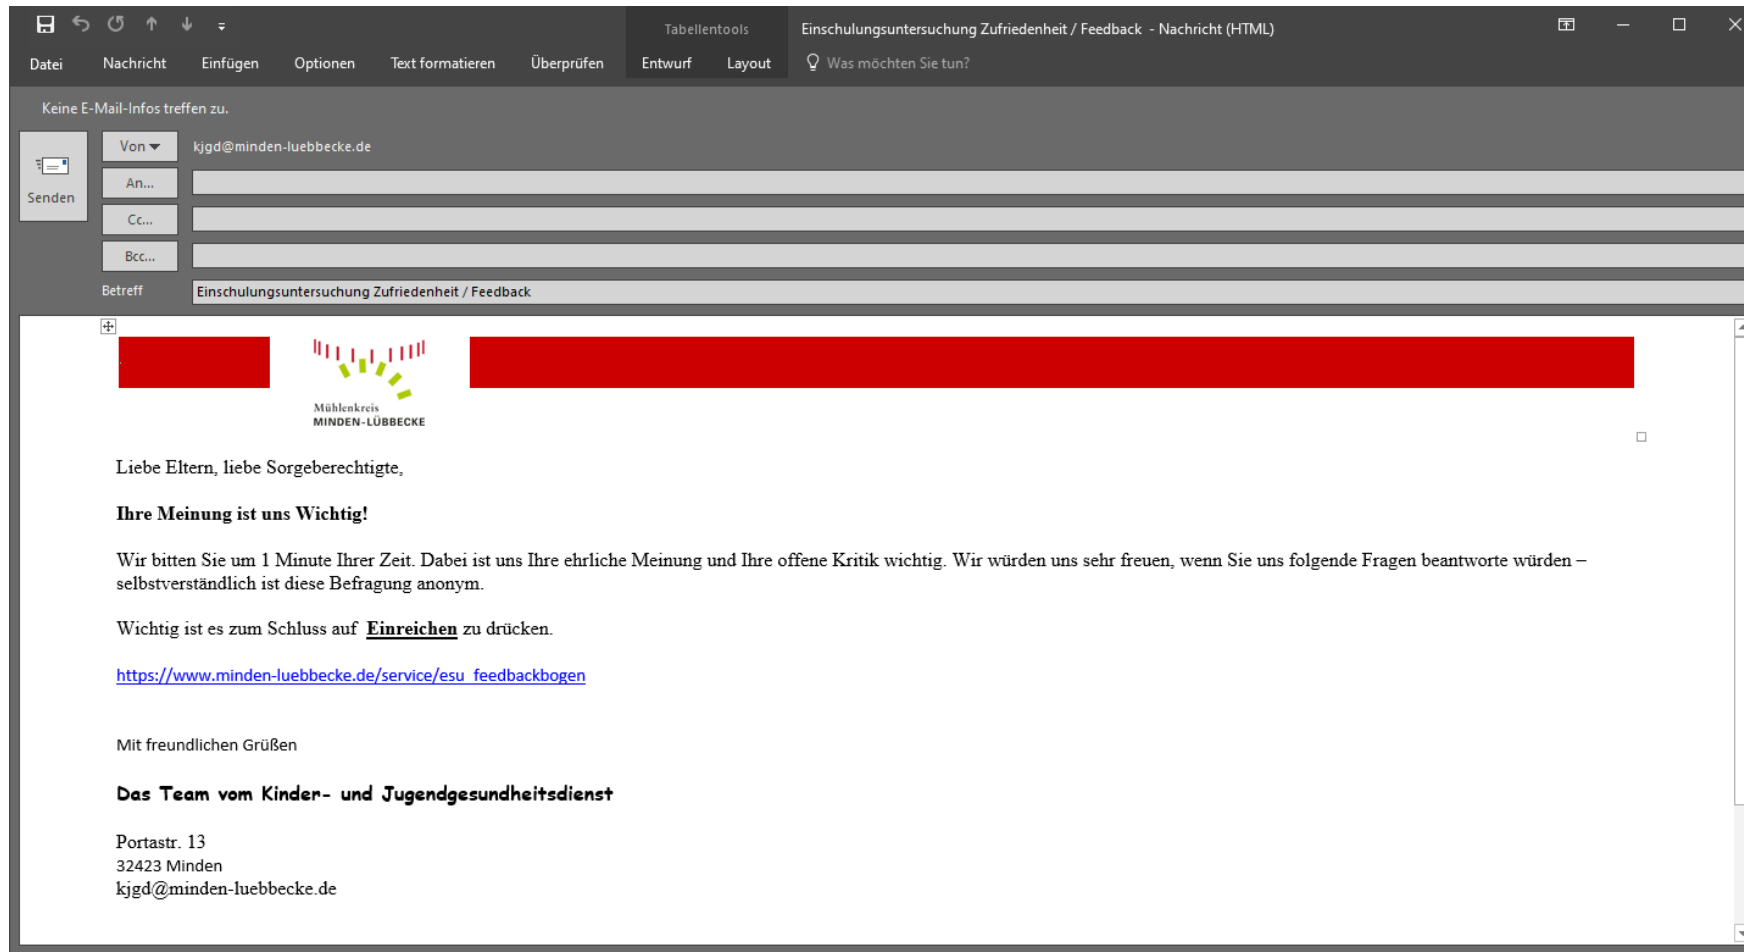 Tabellentools
Einschulungsuntersuchung Zufriedenheit / Feedback - Nachricht (HTML)
Datei Nachricht Einfügen Optionen Text formatieren Überprüfen Entwurf Layout Was möchten Sie tun?
Keine E-Mail-Infos treffen zu.
Senden
Von kjgd@minden-luebbecke.de
An...
Cc...
Bcc...
Betreff Einschulungsuntersuchung Zufriedenheit / Feedback
Mühlenkreis
MINDEN-LÜBBECKE
Liebe Eltern, liebe Sorgeberechtigte,
Ihre Meinung ist uns Wichtig!
Wir bitten Sie um 1 Minute Ihrer Zeit. Dabei ist uns Ihre ehrliche Meinung und Ihre offene Kritik wichtig. Wir würden uns sehr freuen, wenn Sie uns folgende Fragen beantworte würden –
selbstverständlich ist diese Befragung anonym.
Wichtig ist es zum Schluss auf Einreichen zu drücken.
https://www.minden-luebbecke.de/service/esu_feedbackbogen
Mit freundlichen Grüßen
Das Team vom Kinder- und Jugendgesundheitsdienst
Portastr. 13
32423 Minden
kjgd@minden-luebbecke.de